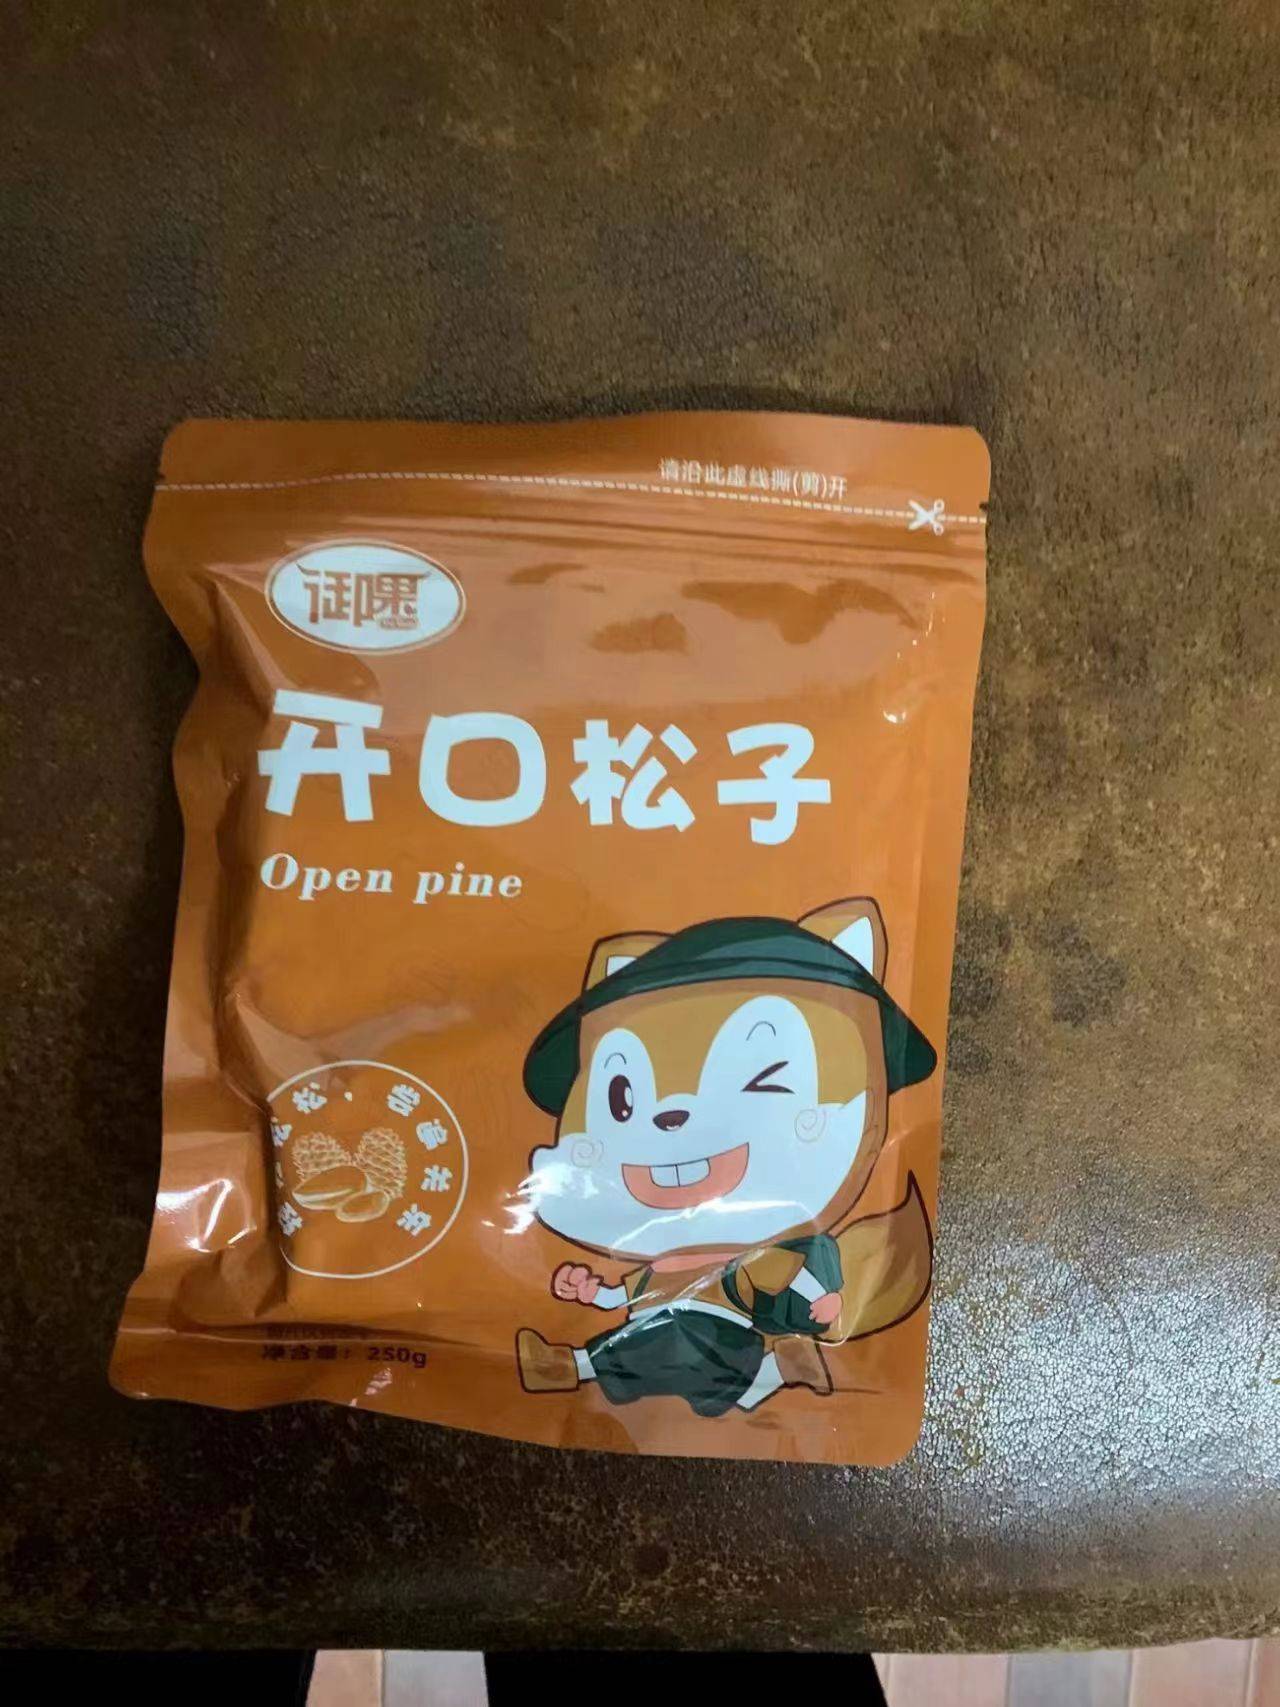 请沿此虚线撕(剪)开
御嘿
开口松子
Open pine
净含量：250g